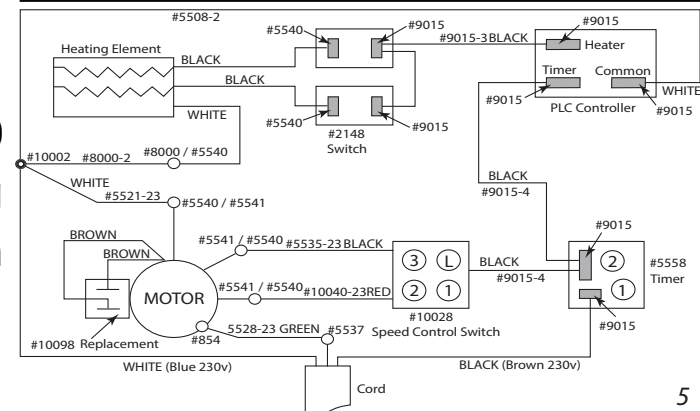 #5508-2
#5540
#9015
#9015
Heating Element
#9015-3BLACK
Heater
BLACK
Timer
Common
BLACK
WHITE
#9015
PLC Controller
#9015
WHITE
#5540
#9015
#2148
Switch
#10002
#8000-2
#8000 / #5540
WHITE
#5521-23
#5540 / #5541
BLACK
#9015-4
#9015
BROWN
#5541 / #5540
#5535-23 BLACK
BROWN
3
L
BLACK
2
#5558
Timer
#9015-4
MOTOR
#5541 / #5540
#10040-23RED
2
1
1
#10028
Speed Control Switch
#9015
#10098
Replacement
#854
5528-23 GREEN
#5537
WHITE (Blue 230v)
BLACK (Brown 230v)
Cord
5